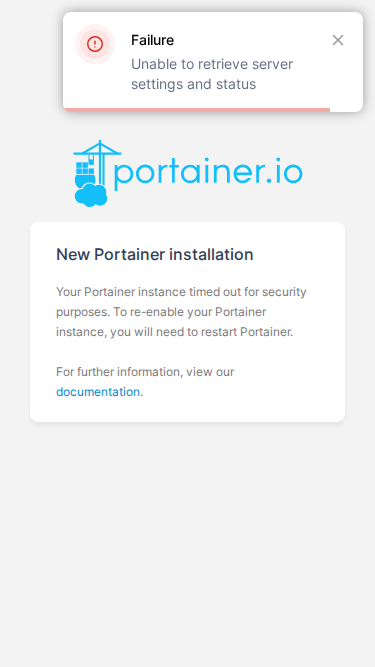 Failure
Unable to retrieve server
settings and status
portainer.io
New Portainer installation
Your Portainer instance timed out for security
purposes. To re-enable your Portainer
instance, you will need to restart Portainer.
For further information, view our
documentation.